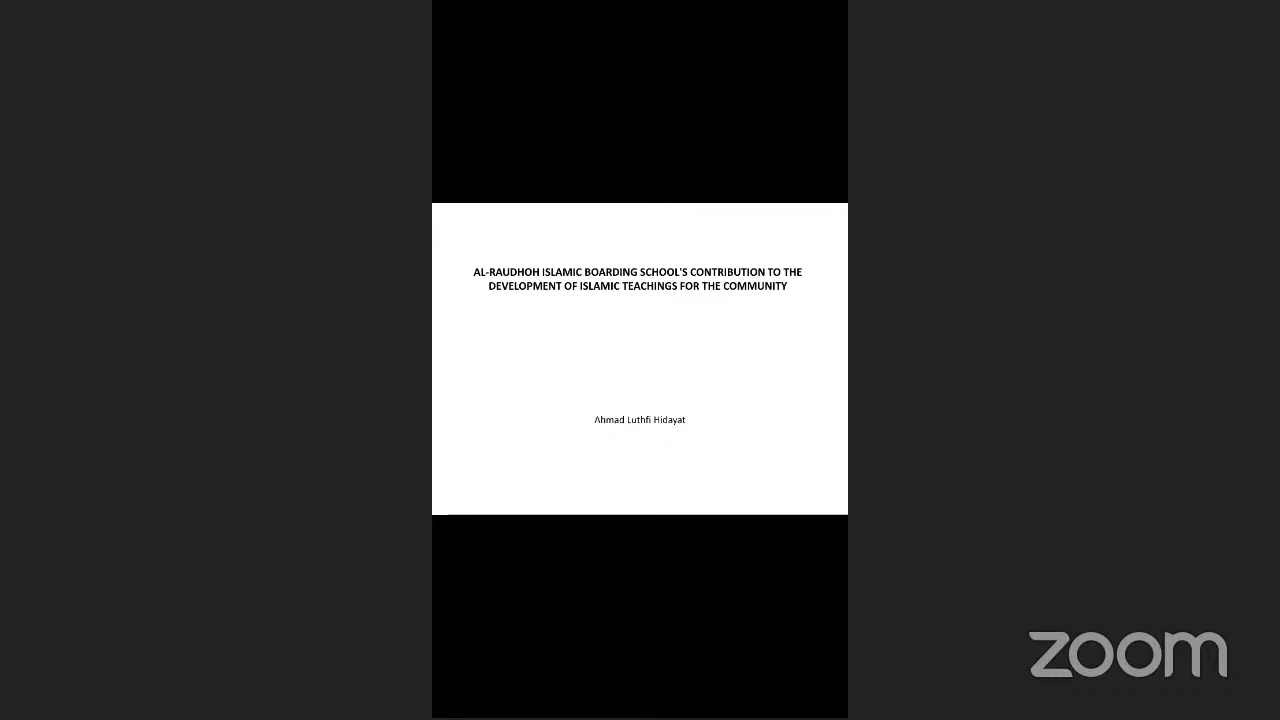 AL-RAUDHOH ISLAMIC BOARDING SCHOOL'S CONTRIBUTION TO THE
DEVELOPMENT OF ISLAMIC TEACHINGS FOR THE COMMUNITY
Ahmad Luthfi Hidayat
zoom